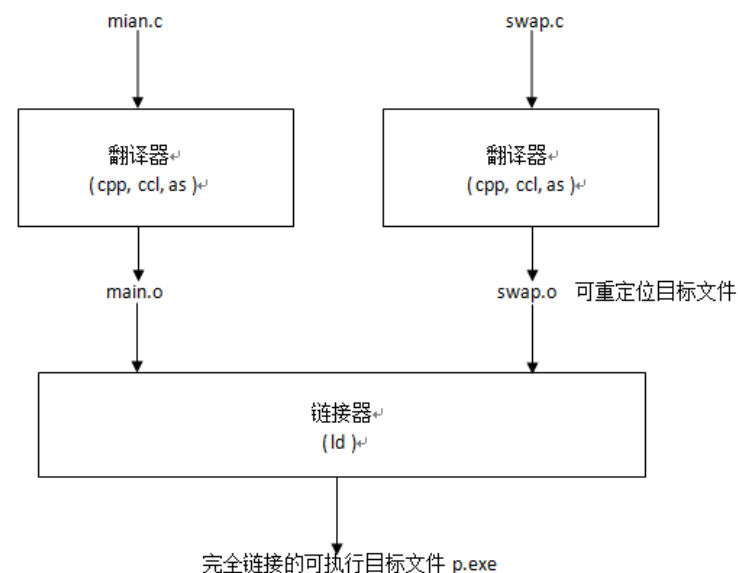 mian.c
swap.c
翻译器
(cpp, ccl, as)
翻译器
(cpp, ccl, as)
main.o
swap.o 可重定位目标文件
链接器
(ld)
完全链接的可执行目标文件 p.exe